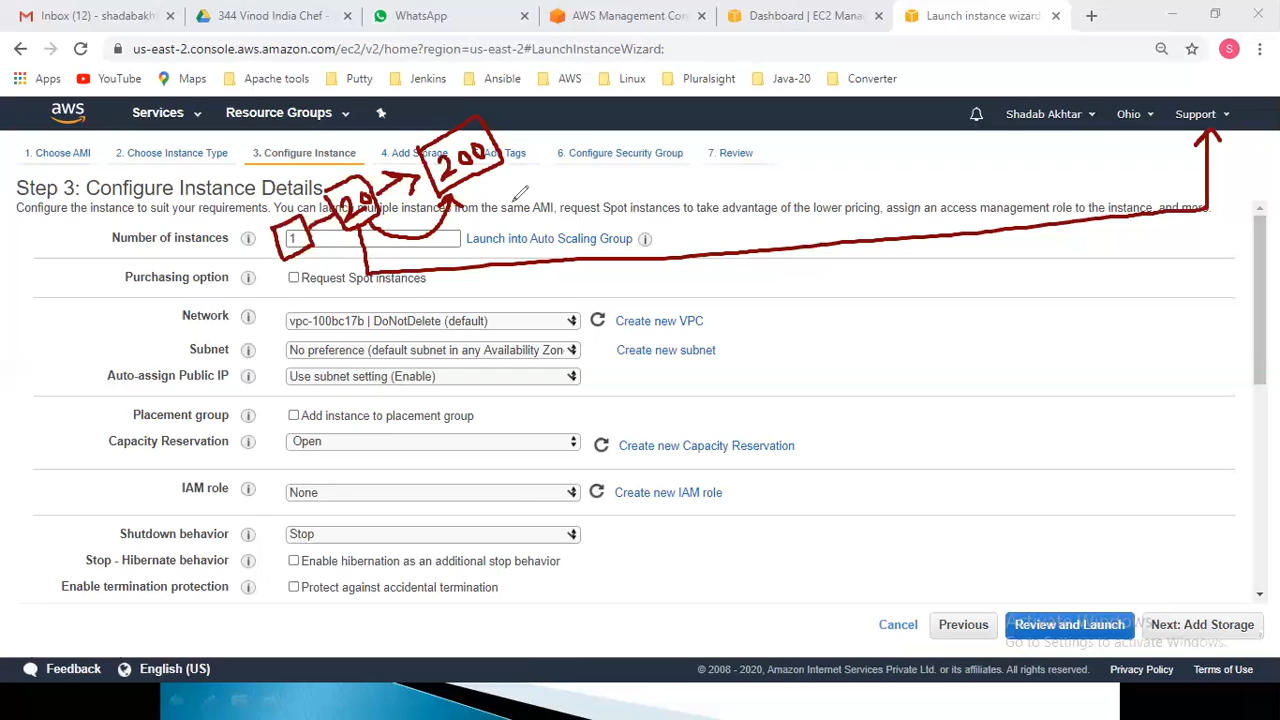 Inbox (12) - shadabakh
344 Vinod India Chef -
WhatsApp
AWS Management Con
Dashboard | EC2 Mana
Launch instance wizard
us-east-2.console.aws.amazon.com/ec2/v2/home?region=us-east-2#LaunchInstanceWizard:
S
Apps YouTube Maps Apache tools Putty Jenkins Ansible AWS Linux Pluralsight Java-20 Converter
aws Services Resource Groups Shadab Akhtar Ohio Support
1. Choose AMI 2. Choose Instance Type 3. Configure Instance 4. Add Storage Tags 6. Configure Security Group 7. Review
200
Step 3: Configure Instance Details
20
Configure the instance to suit your requirements. You can launch multiple instances from the same AMI, request Spot instances to take advantage of the lower pricing, assign an access management role to the instance, and more.
Number of instances i 1 Launch into Auto Scaling Group i
Purchasing option i Request Spot instances
Network i vpc-100bc17b | DoNotDelete (default) Create new VPC
Subnet i No preference (default subnet in any Availability Zon Create new subnet
Auto-assign Public IP i Use subnet setting (Enable)
Placement group i Add instance to placement group
Capacity Reservation i Open Create new Capacity Reservation
IAM role i None Create new IAM role
Shutdown behavior i Stop
Stop - Hibernate behavior i Enable hibernation as an additional stop behavior
Enable termination protection i Protect against accidental termination
Cancel Previous Review and Launch Next: Add Storage
Activate Windows
Go to Settings to activate Windows.
Feedback English (US) © 2008 - 2020, Amazon Internet Services Private Ltd. or its affiliates. All rights reserved. Privacy Policy Terms of Use